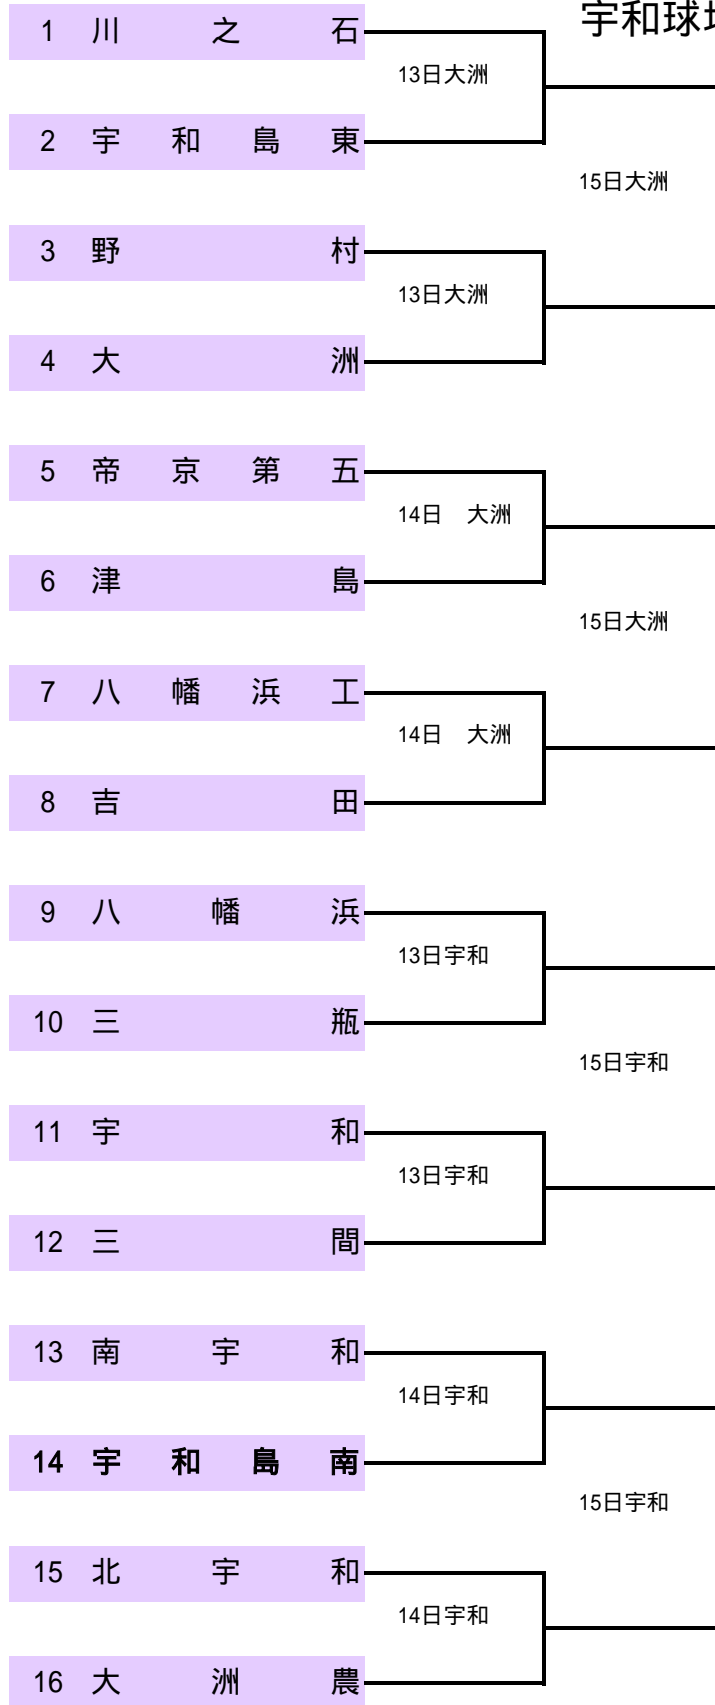 宇和球
1 川之石
13日大洲
2 宇和島東
15日大洲
3 野村
13日大洲
4 大洲
5 帝京第五
14日 大洲
6 津島
15日大洲
7 八幡浜工
14日 大洲
8 吉田
9 八幡浜
13日宇和
10 三瓶
15日宇和
11 宇和
13日宇和
12 三間
13 南宇和
14日宇和
14 宇和島南
15日宇和
15 北宇和
14日宇和
16 大洲農